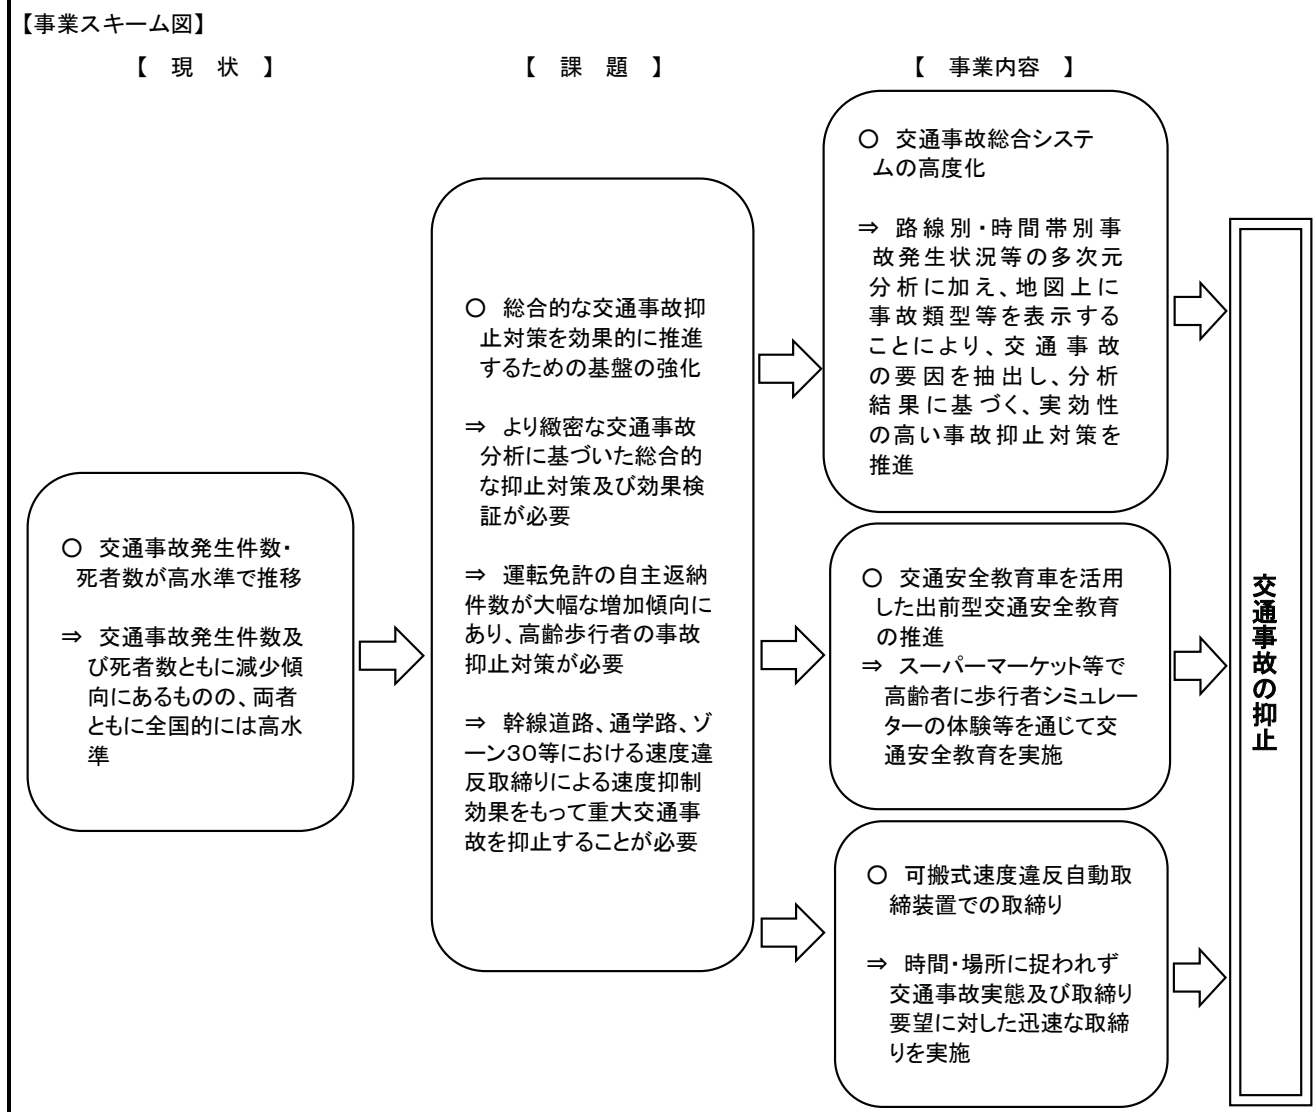 【事業スキーム図】
【　現　状　】
【　課　題　】
【　事業内容　】
○　交通事故発生件数・
死者数が高水準で推移
⇒　交通事故発生件数及
び死者数ともに減少傾
向にあるものの、両者
ともに全国的には高水
準
○　総合的な交通事故抑
止対策を効果的に推進
するための基盤の強化
⇒　より緻密な交通事故
分析に基づいた総合的
な抑止対策及び効果検
証が必要
⇒　運転免許の自主返納
件数が大幅な増加傾向に
あり、高齢歩行者の事故
抑止対策が必要
⇒　幹線道路、通学路、ゾ
ーン３０等における速度違
反取締りによる速度抑制
効果をもって重大交通事
故を抑止することが必要
○　交通事故総合システ
ムの高度化
⇒　路線別・時間帯別事
故発生状況等の多次元
分析に加え、地図上に
事故類型等を表示する
ことにより、交通事故
の要因を抽出し、分析
結果に基づく、実効性
の高い事故抑止対策を
推進
○　交通安全教育車を活用
した出前型交通安全教育
の推進
⇒　スーパーマーケット等で
高齢者に歩行者シミュレー
ターの体験等を通じて交
通安全教育を実施
○　可搬式速度違反自動取
締装置での取締り
⇒　時間・場所に捉われず
交通事故実態及び取締り
要望に対した迅速な取締
りを実施
交通事故の抑止